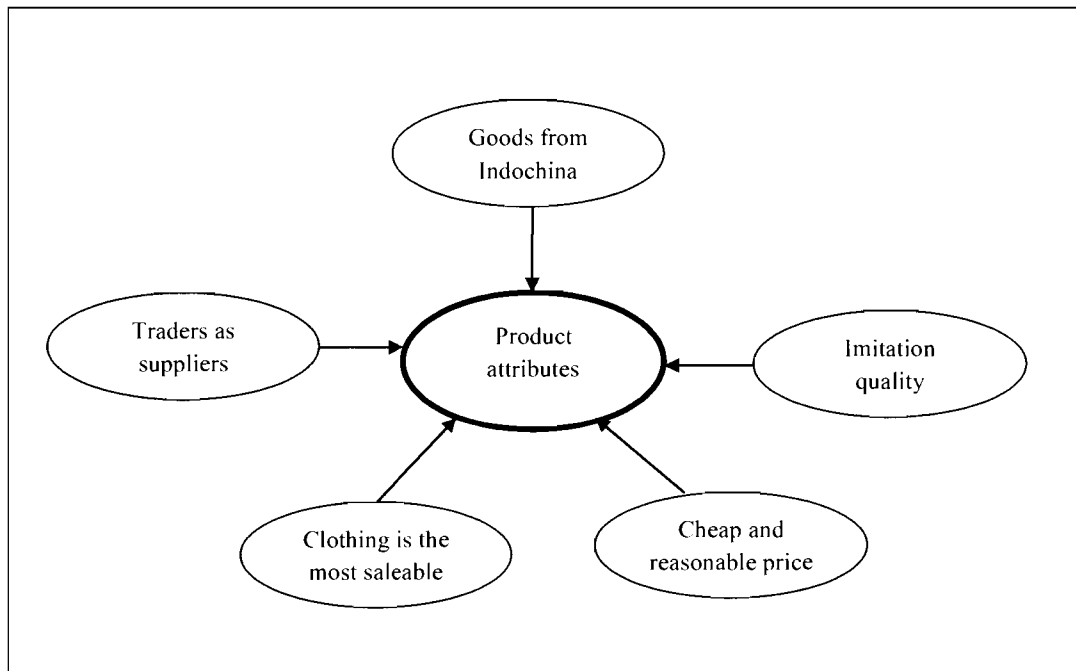 Goods from
Indochina
Traders as
suppliers
Product
attributes
Imitation
quality
Clothing is the
most saleable
Cheap and
reasonable price